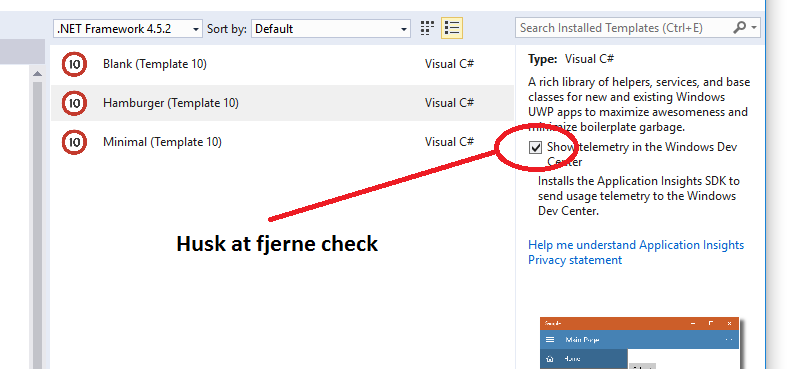 .NET Framework 4.5.2 Sort by: Default Search Installed Templates (Ctrl+E)
10 Blank (Template 10) Visual C#
10 Hamburger (Template 10) Visual C#
10 Minimal (Template 10) Visual C#
Type: Visual C#
A rich library of helpers, services, and base
classes for new and existing Windows
UWP apps to maximize awesomeness and
minimize boilerplate garbage.
Show telemetry in the Windows Dev
Center
Installs the Application Insights SDK to
send usage telemetry to the Windows
Dev Center.
Help me understand Application Insights
Privacy statement
Husk at fjerne check
Sample
Main Page
Home